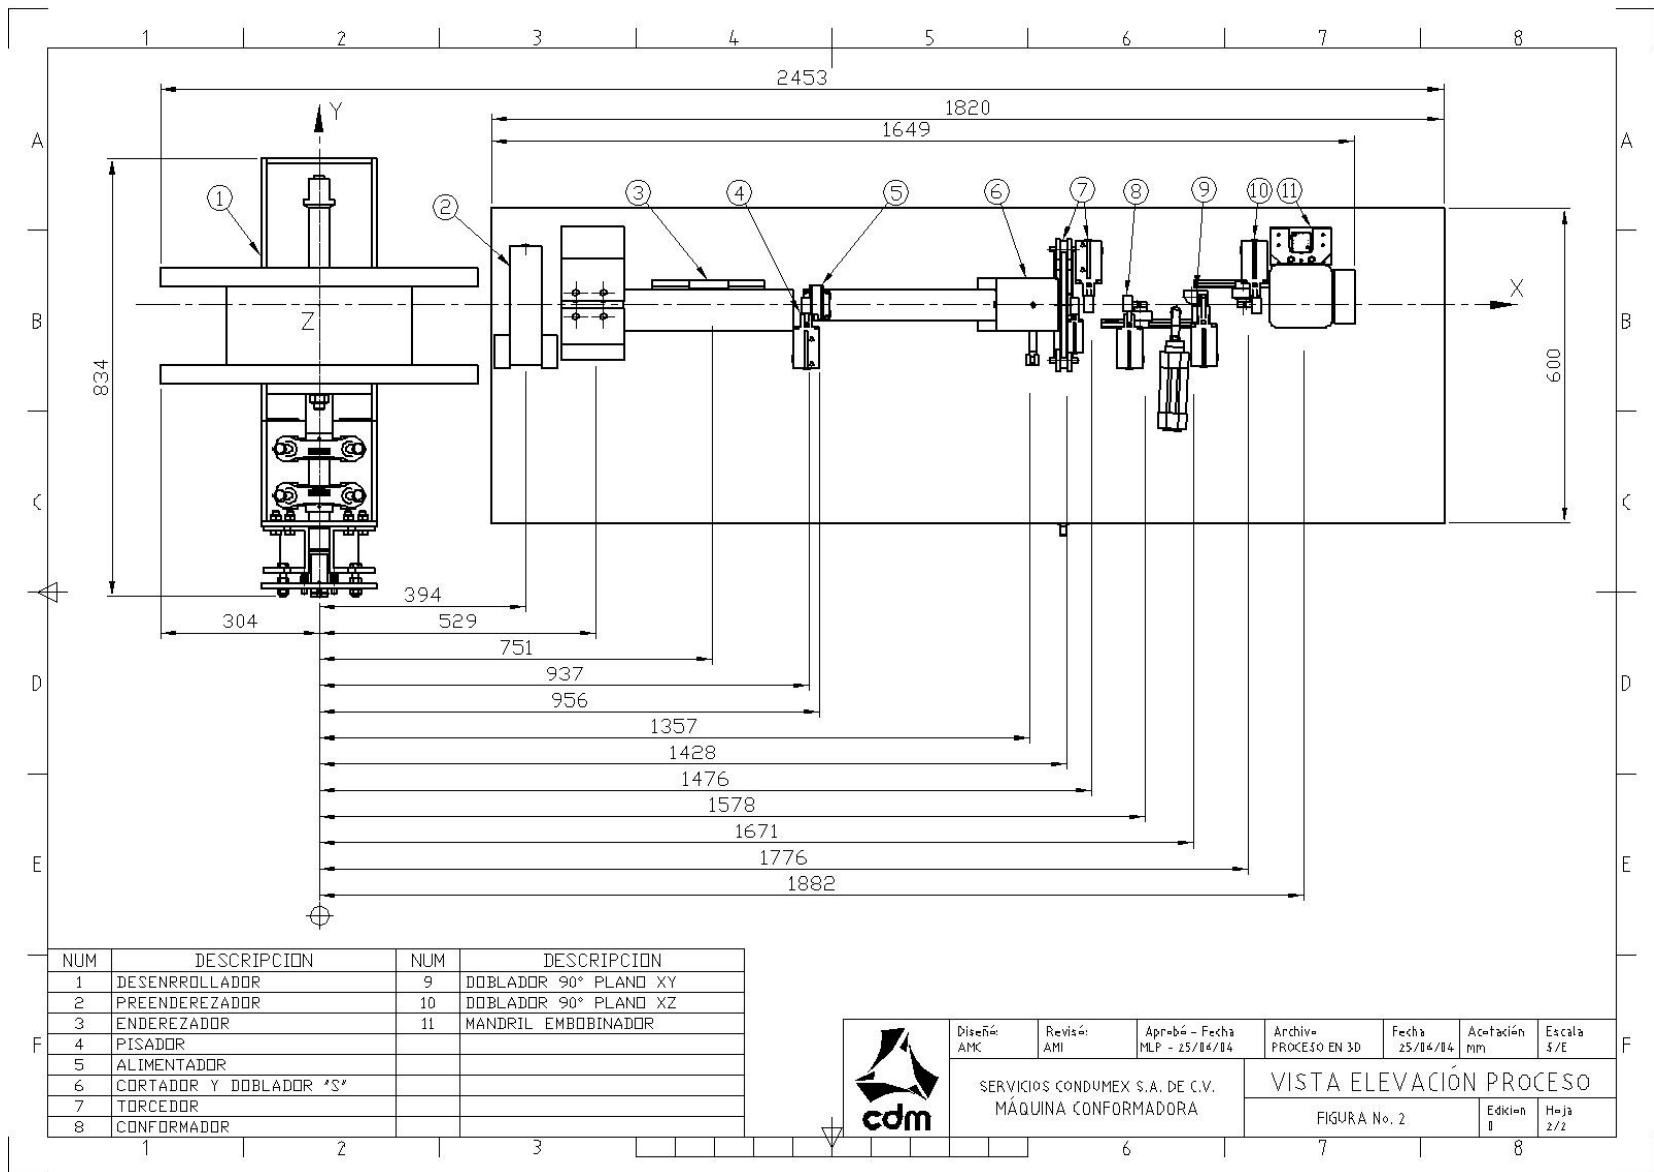 1 2 3 4 5 6 7 8
2453
1820
1649
A A
Y
1 2 3 4 5 6 7 8 9 10 11
B Z X B
834
600
C C
394
304 529
751
D 937 D
956
1357
1428
1476
1578
1671
E 1776 E
1882
NUM DESCRIPCION NUM DESCRIPCION
1 DESENRROLLADOR 9 DOBLADOR 90° PLANO XY
2 PREENDEREZADOR 10 DOBLADOR 90° PLANO XZ
3 ENDEREZADOR 11 MANDRIL EMBOBINADOR
4 PISADOR
5 ALIMENTADOR
6 CORTADOR Y DOBLADOR "S"
7 TORCEDOR
8 CONFORMADOR
F F
cdm
Diseñó: Revisó: Aprobó - Fecha Archivo Fecha Acotación Escala
AMC AMI MLP - 25/06/04 PROCESO EN 3D 25/06/04 mm S/E
SERVICIOS CONDUMEX S.A. DE C.V.
MÁQUINA CONFORMADORA
VISTA ELEVACIÓN PROCESO
FIGURA No. 2 Edicion Hoja
0 2/2
1 2 3 6 7 8